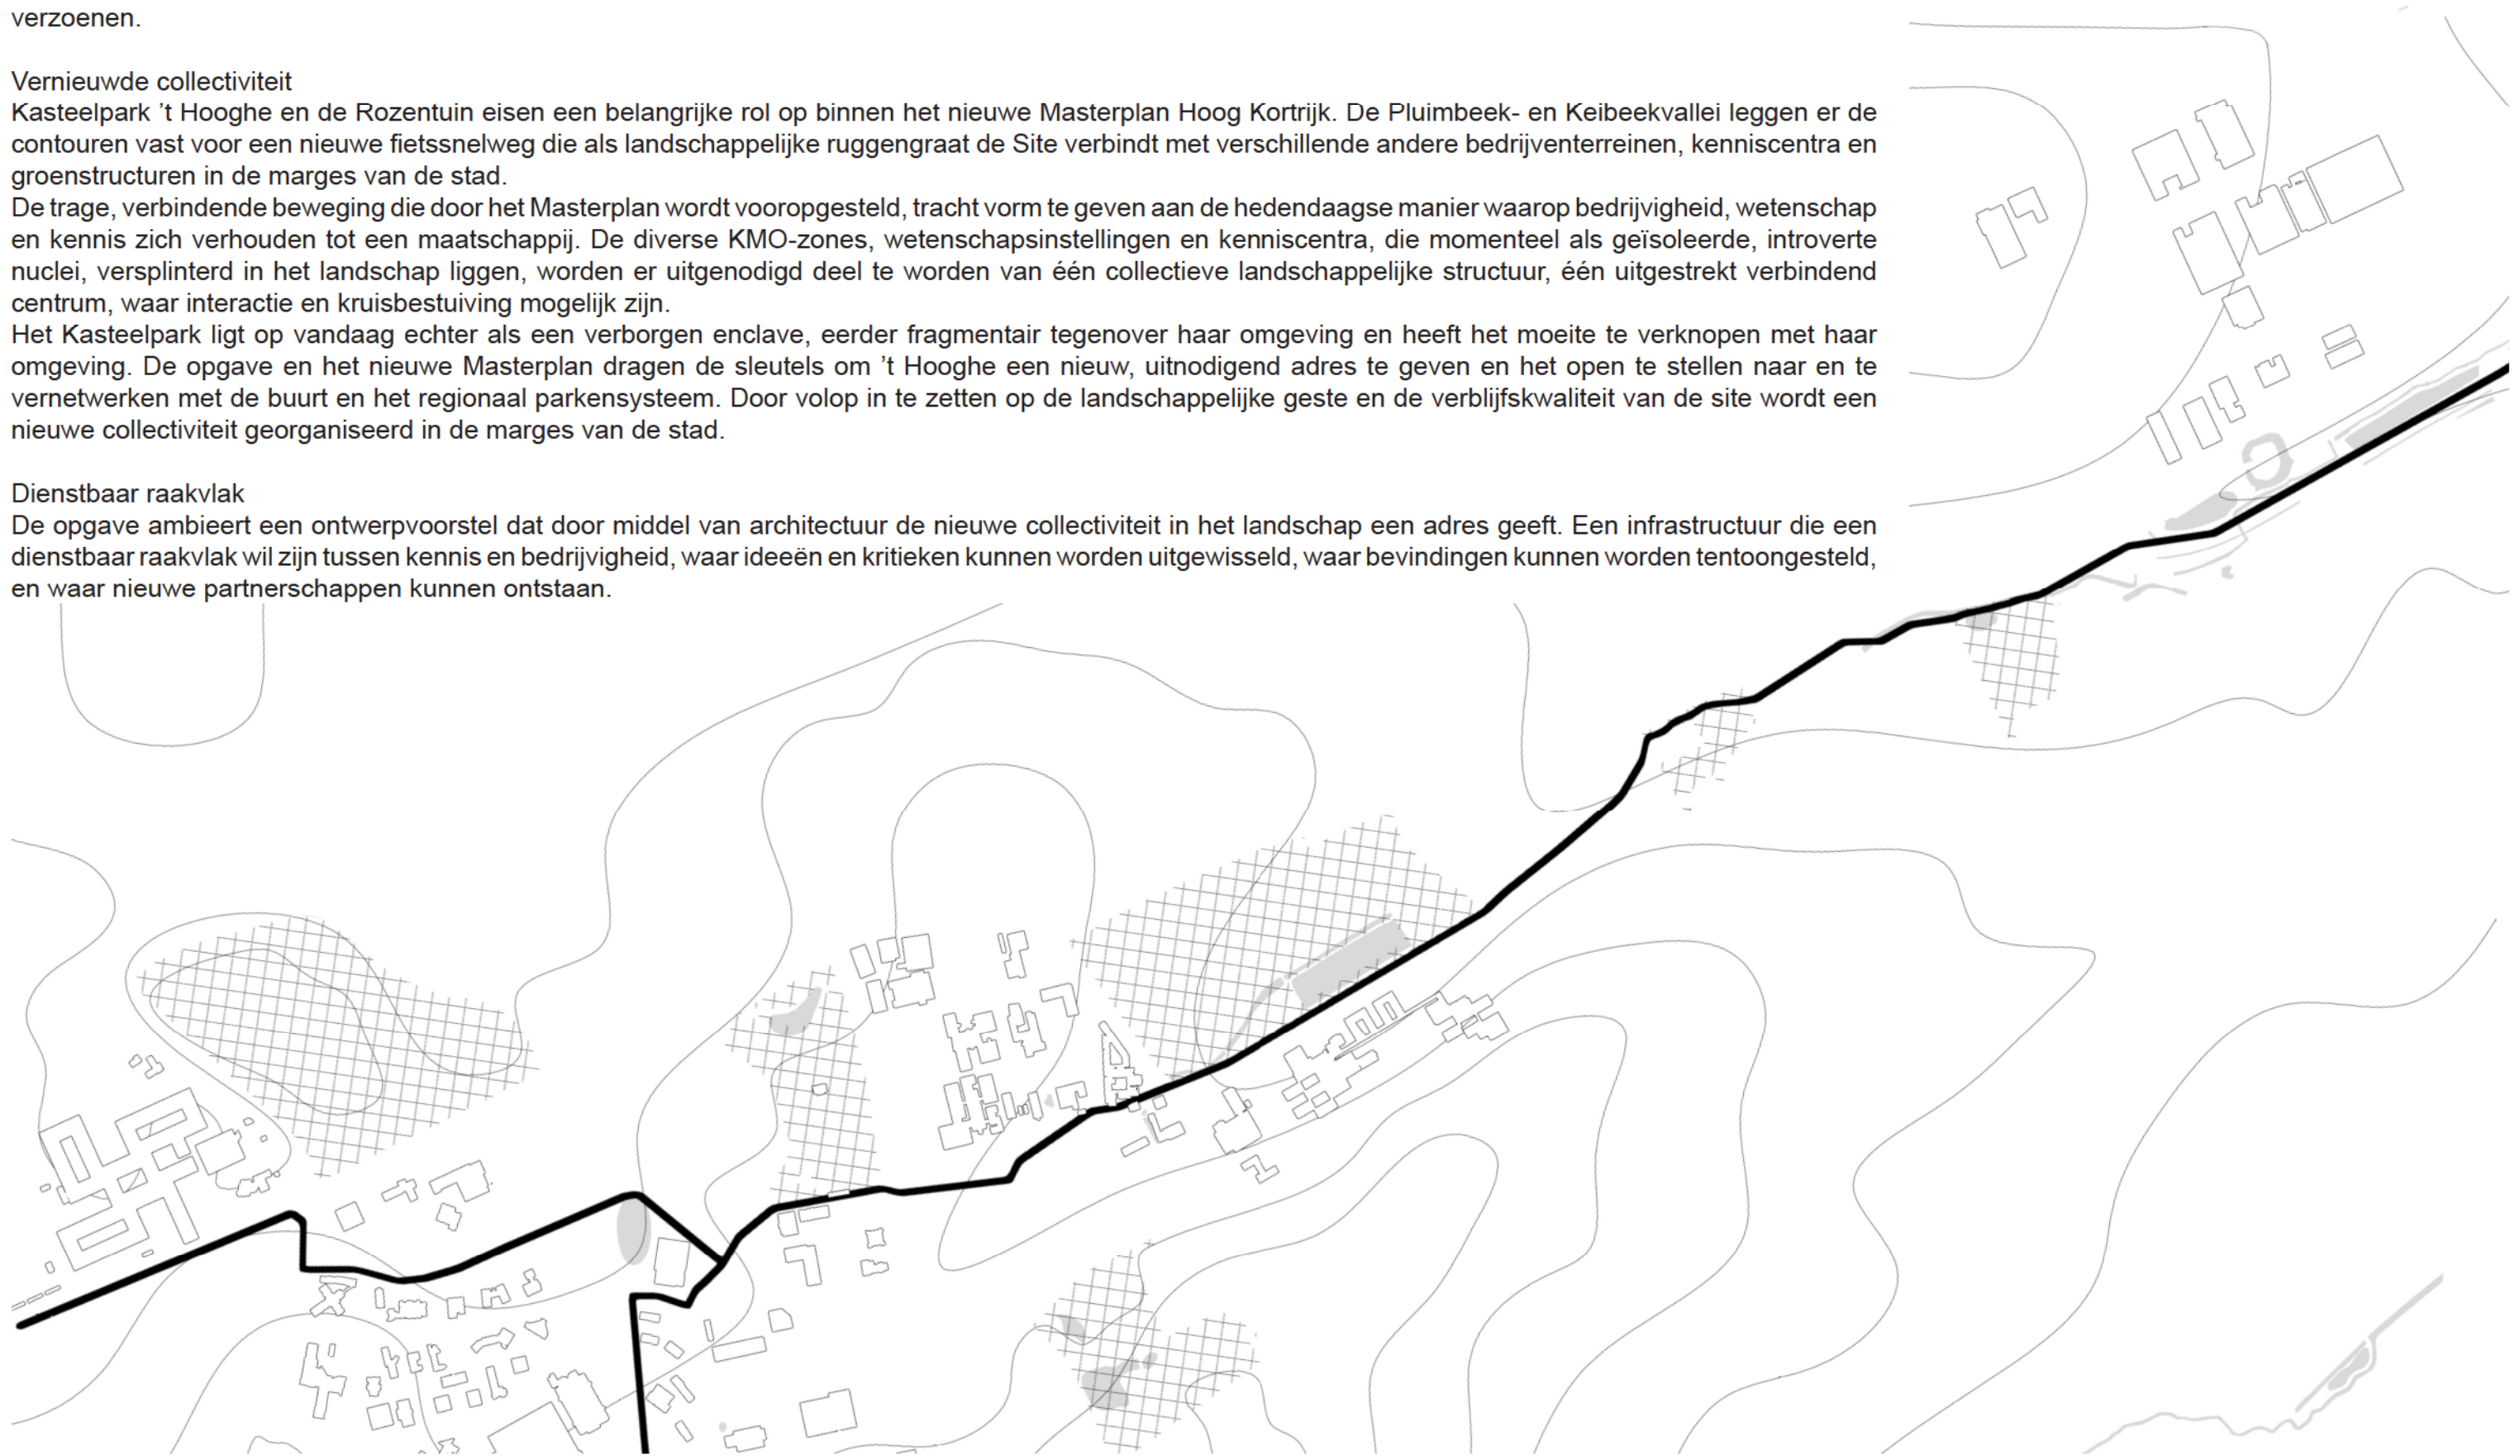 verzoenen.
Vernieuwde collectiviteit
Kasteelpark ’t Hooghe en de Rozentuin eisen een belangrijke rol op binnen het nieuwe Masterplan Hoog Kortrijk. De Pluimbeek- en Keibeekvallei leggen er de
contouren vast voor een nieuwe fietssnelweg die als landschappelijke ruggengraat de Site verbindt met verschillende andere bedrijventerreinen, kenniscentra en
groenstructuren in de marges van de stad.
De trage, verbindende beweging die door het Masterplan wordt vooropgesteld, tracht vorm te geven aan de hedendaagse manier waarop bedrijvigheid, wetenschap
en kennis zich verhouden tot een maatschappij. De diverse KMO-zones, wetenschapsinstellingen en kenniscentra, die momenteel als geïsoleerde, introverte
nuclei, versplinterd in het landschap liggen, worden er uitgenodigd deel te worden van één collectieve landschappelijke structuur, één uitgestrekt verbindend
centrum, waar interactie en kruisbestuiving mogelijk zijn.
Het Kasteelpark ligt op vandaag echter als een verborgen enclave, eerder fragmentair tegenover haar omgeving en heeft het moeite te verknopen met haar
omgeving. De opgave en het nieuwe Masterplan dragen de sleutels om ’t Hooghe een nieuw, uitnodigend adres te geven en het open te stellen naar en te
vernetwerken met de buurt en het regionaal parkensysteem. Door volop in te zetten op de landschappelijke geste en de verblijfskwaliteit van de site wordt een
nieuwe collectiviteit georganiseerd in de marges van de stad.
Dienstbaar raakvlak
De opgave ambieert een ontwerpvoorstel dat door middel van architectuur de nieuwe collectiviteit in het landschap een adres geeft. Een infrastructuur die een
dienstbaar raakvlak wil zijn tussen kennis en bedrijvigheid, waar ideeën en kritieken kunnen worden uitgewisseld, waar bevindingen kunnen worden tentoongesteld,
en waar nieuwe partnerschappen kunnen ontstaan.